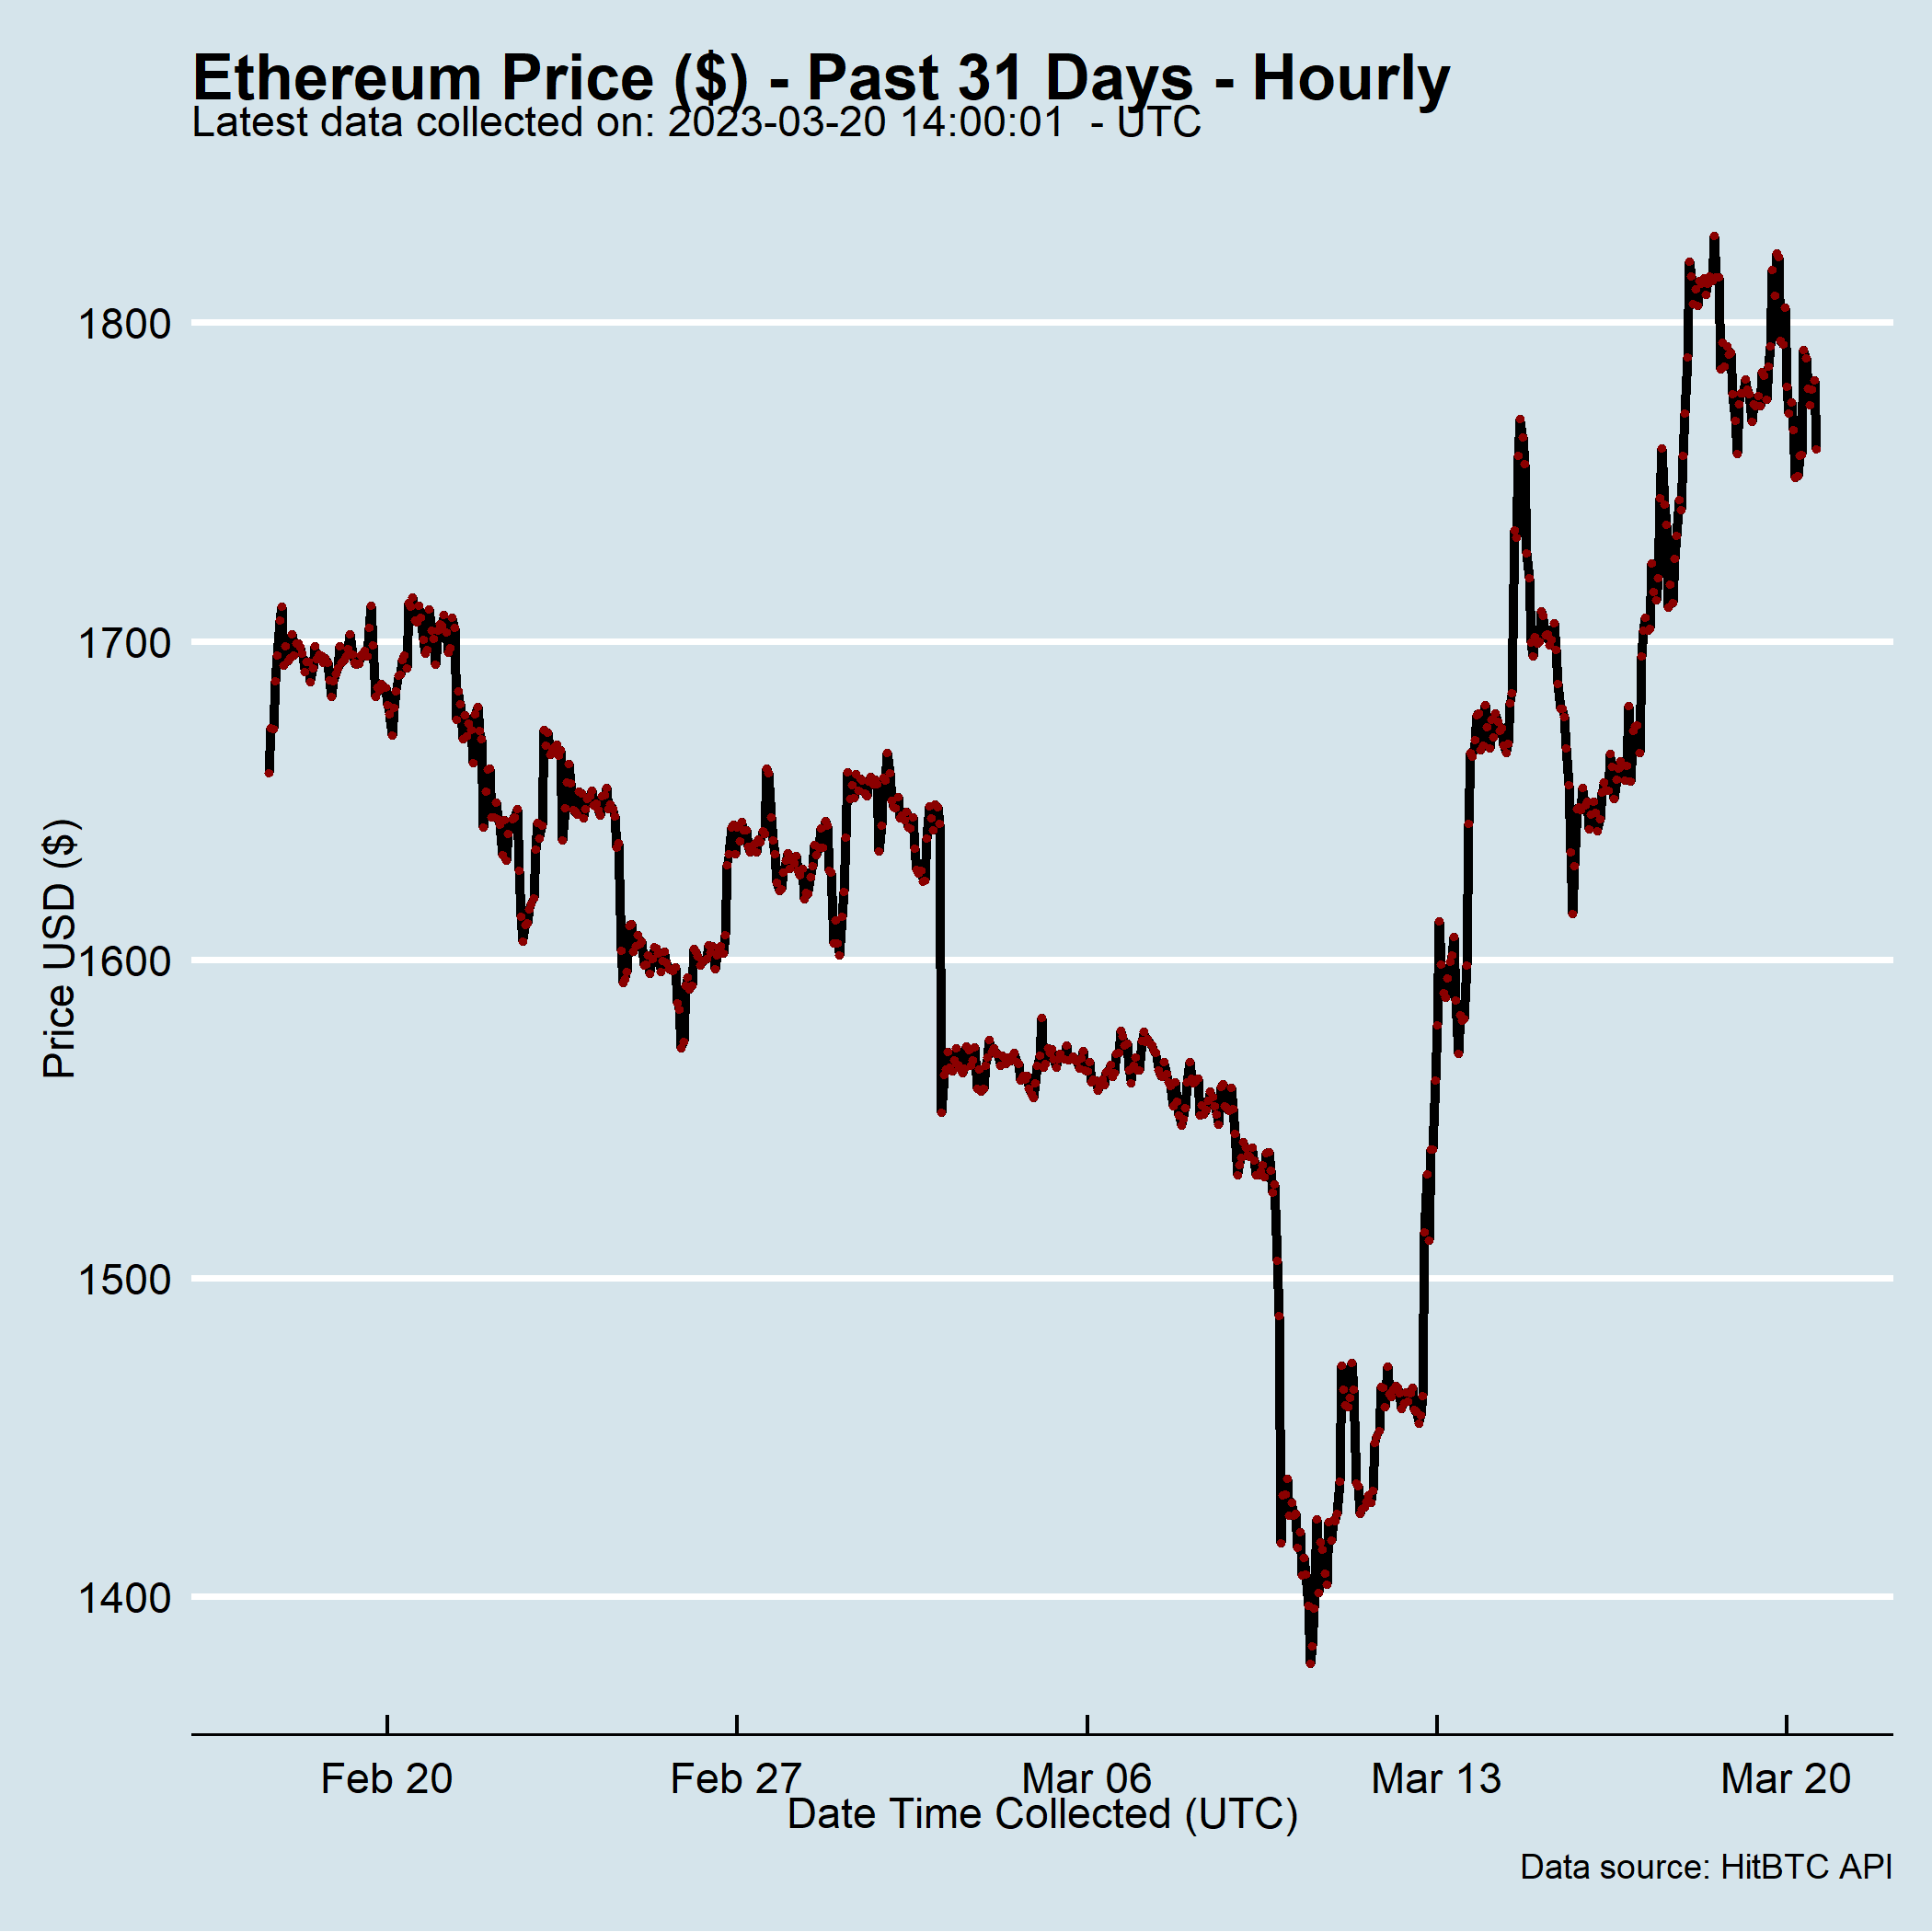 Ethereum Price ($) - Past 31 Days - Hourly
Latest data collected on: 2023-03-20 14:00:01  - UTC
Price USD ($)
1800
1700
1600
1500
1400
Feb 20
Feb 27
Mar 06
Mar 13
Mar 20
Date Time Collected (UTC)
Data source: HitBTC API